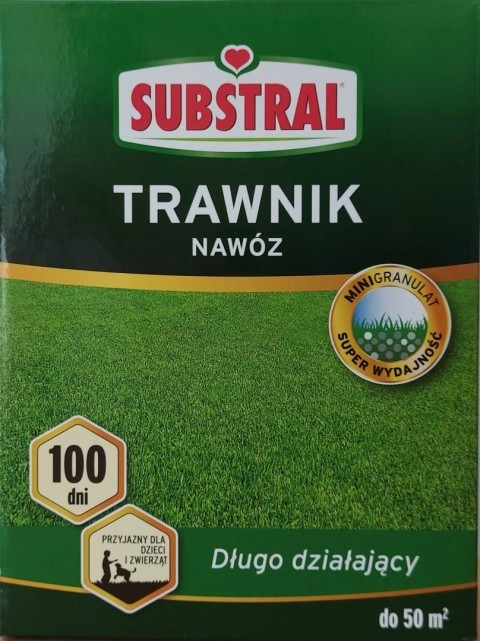 SUBSTRAL®
TRAWNIK
NAWÓZ
MINIGRANULAT
SUPER WYDAJNOŚĆ
100
dni
PRZYJAZNY DLA
DZIECI
I ZWIERZĄT
Długo działający
do 50 m²